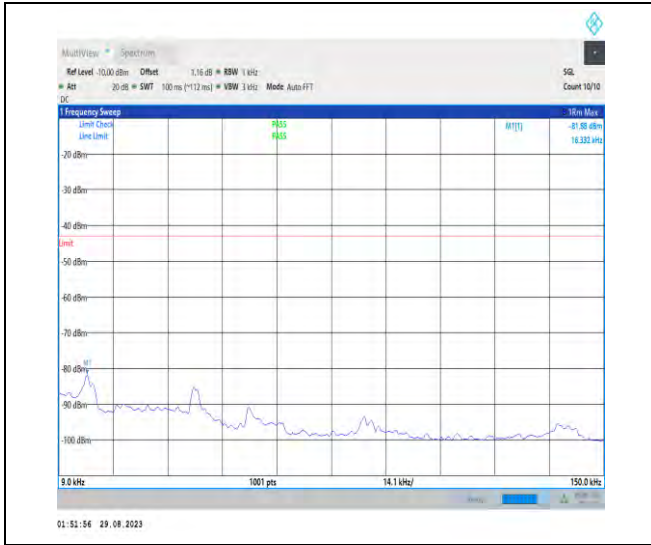 MultiView Spectrum
Ref Level -10.00 dBm Offset 1.16 dB RBW 1 kHz SGL
Att 20 dB SWT 100 ms (~112 ms) VBW 3 kHz Mode Auto FFT Count 10/10
DC
1 Frequency Sweep 1Rm Max
Limit Check PASS M1[1] -81.88 dBm
Line Limit PASS 16.332 kHz
-20 dBm
-30 dBm
-40 dBm
Limit
-50 dBm
-60 dBm
-70 dBm
-80 dBm
M1
-90 dBm
-100 dBm
9.0 kHz 1001 pts 14.1 kHz/ 150.0 kHz
01:51:56 29.08.2023